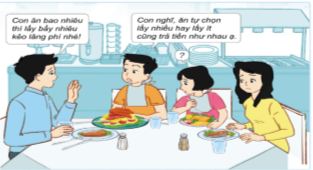 Con ăn bao nhiêu
thì lấy bấy nhiêu
kẻo lãng phí nhé!
Con nghĩ, ăn tự chọn
lấy nhiều hay lấy ít
cũng trả tiền như nhau ạ.
?